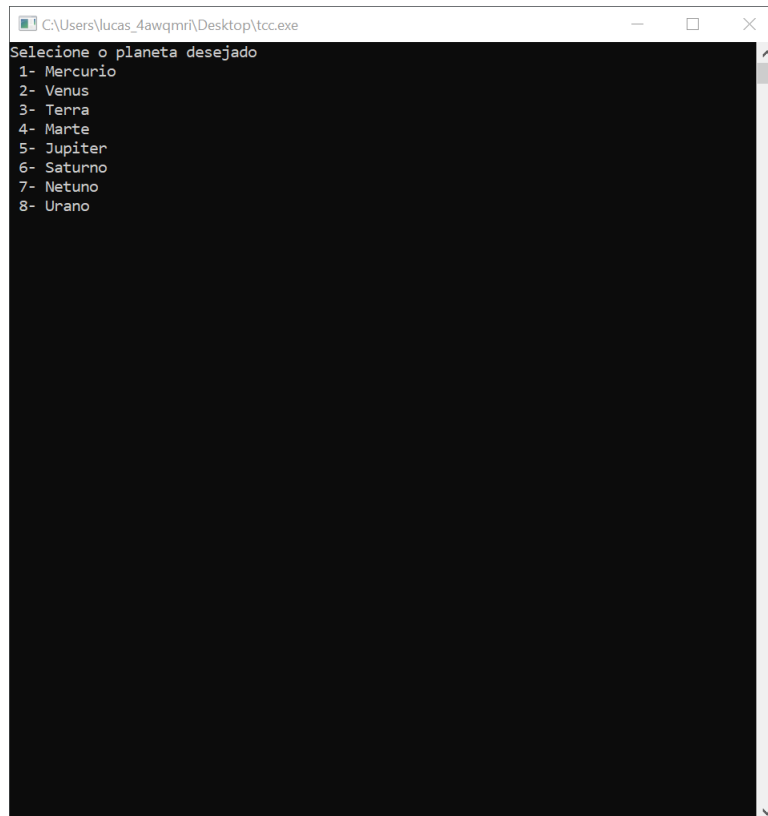 C:\Users\lucas_4awqmri\Desktop\tcc.exe
Selecione o planeta desejado
1- Mercurio
2- Venus
3- Terra
4- Marte
5- Jupiter
6- Saturno
7- Netuno
8- Urano